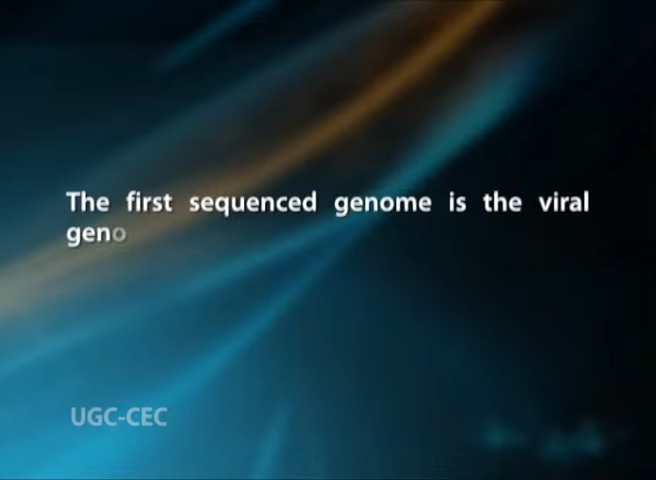 The first sequenced genome is the viral
geno
UGC-CEC